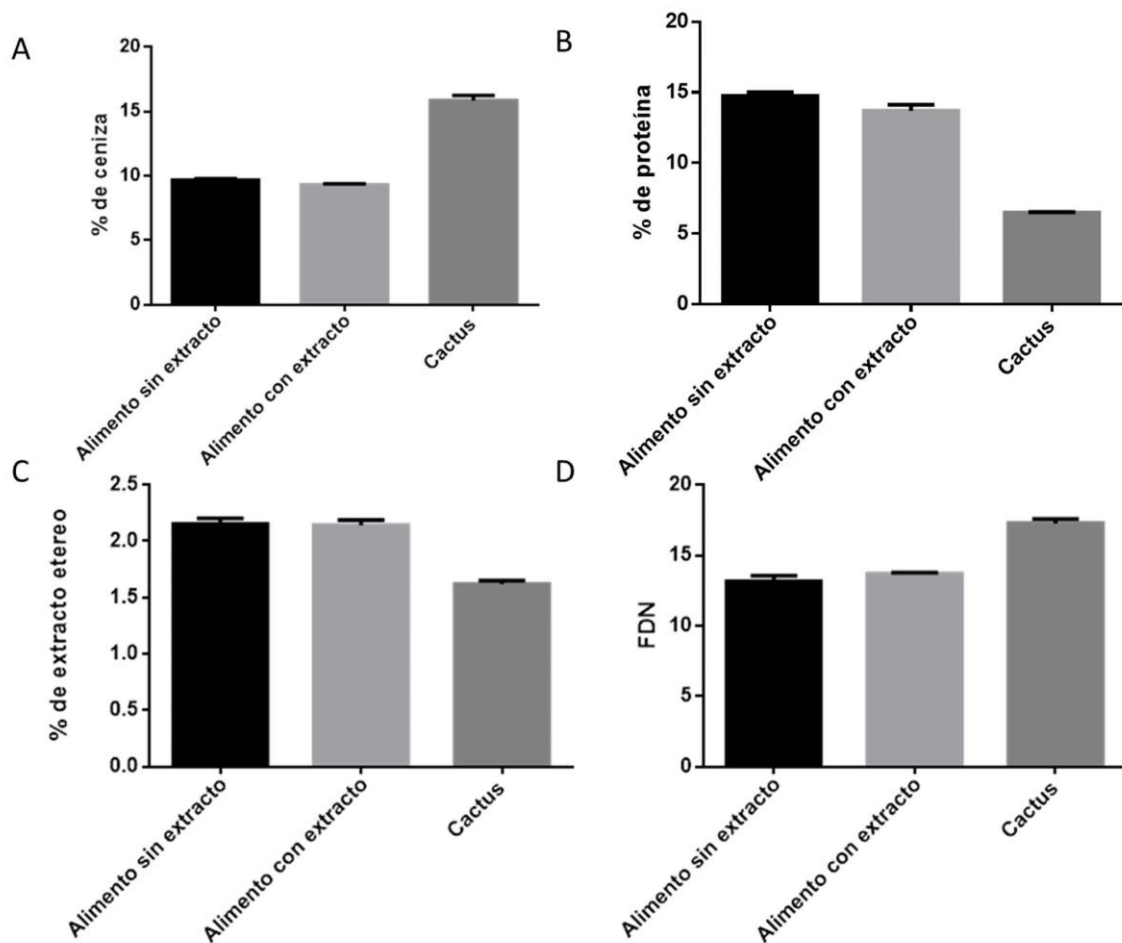 A
% de ceniza
20
15
10
5
0
Alimento sin extracto
Alimento con extracto
Cactus
B
% de proteína
20
15
10
5
0
Alimento sin extracto
Alimento con extracto
Cactus
C
% de extracto etereo
2.5
2.0
1.5
1.0
0.5
0.0
Alimento sin extracto
Alimento con extracto
Cactus
D
FDN
20
15
10
5
0
Alimento sin extracto
Alimento con extracto
Cactus